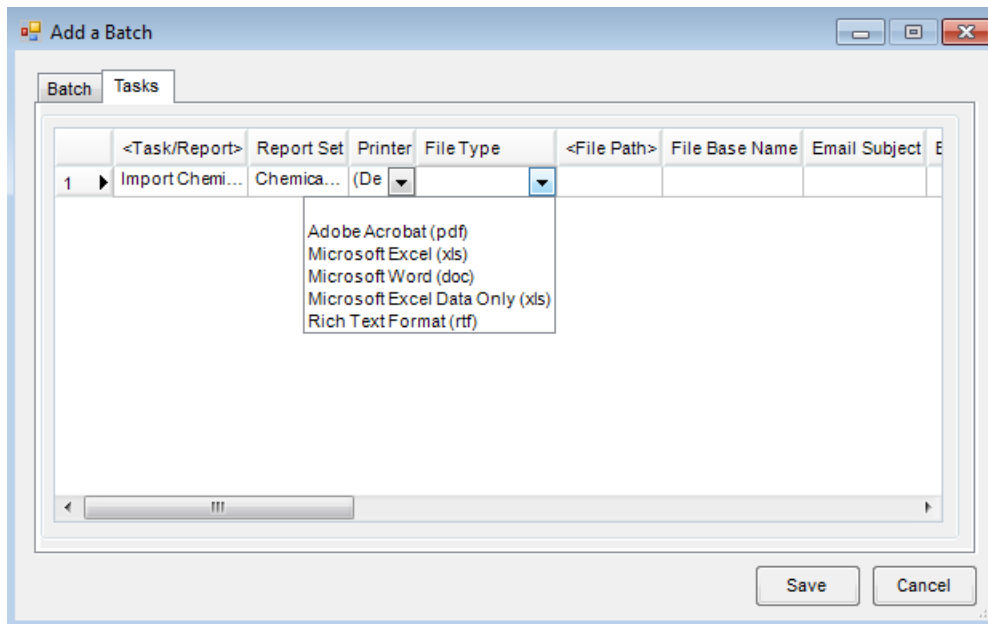 Add a Batch
Batch Tasks
<Task/Report> Report Set Printer File Type <File Path> File Base Name Email Subject E
1 Import Chemi... Chemica... (De
Adobe Acrobat (pdf)
Microsoft Excel (xls)
Microsoft Word (doc)
Microsoft Excel Data Only (xls)
Rich Text Format (rtf)
Save Cancel